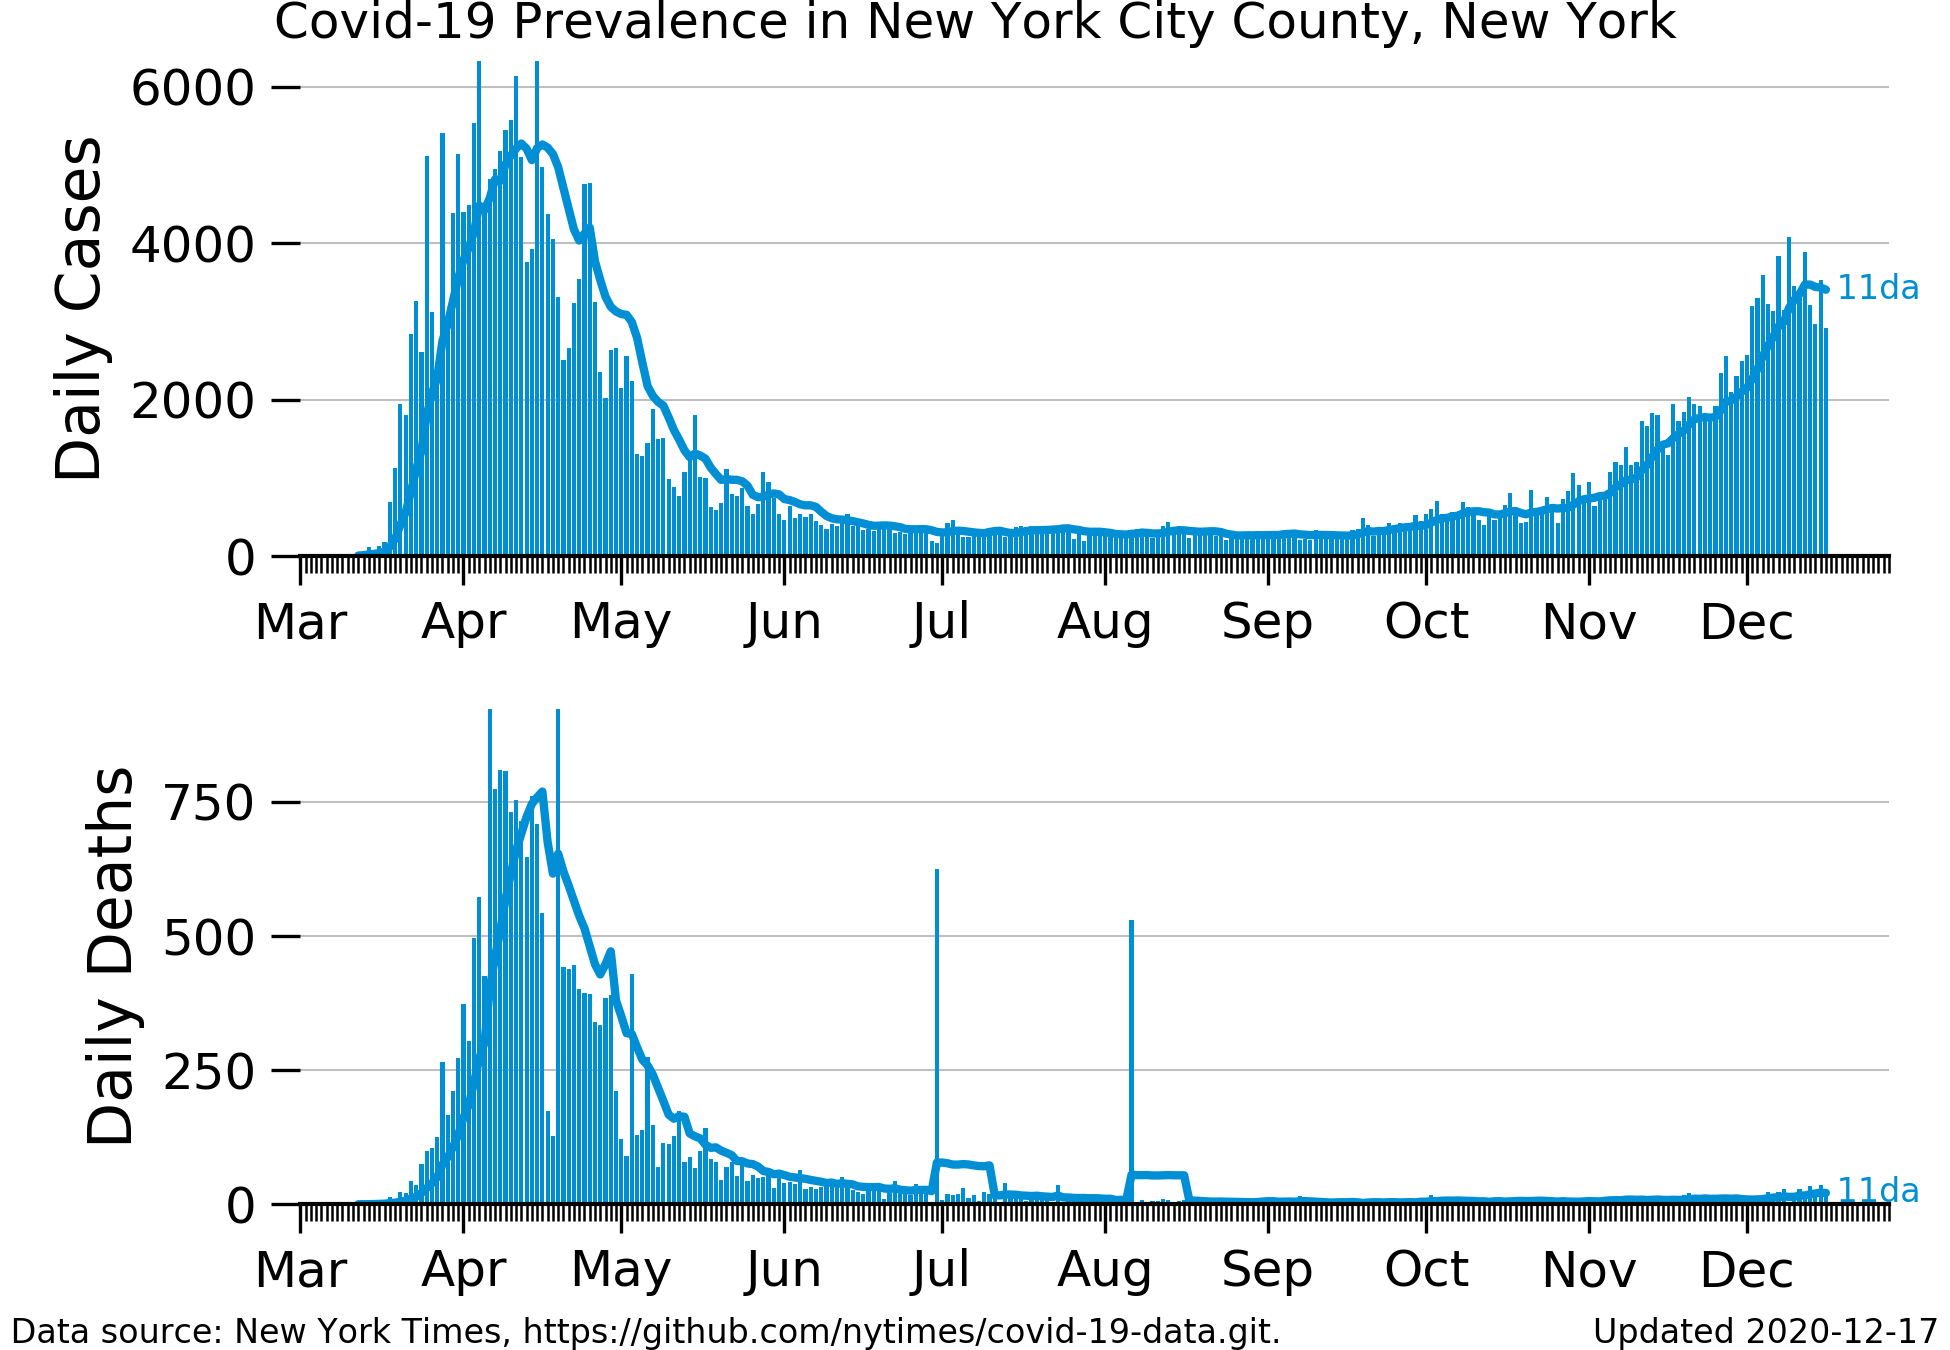 Covid-19 Prevalence in New York City County, New York
Daily Cases
6000
4000
2000
0
11da
Mar Apr May Jun Jul Aug Sep Oct Nov Dec
Daily Deaths
750
500
250
0
11da
Mar Apr May Jun Jul Aug Sep Oct Nov Dec
Data source: New York Times, https://github.com/nytimes/covid-19-data.git. Updated 2020-12-17